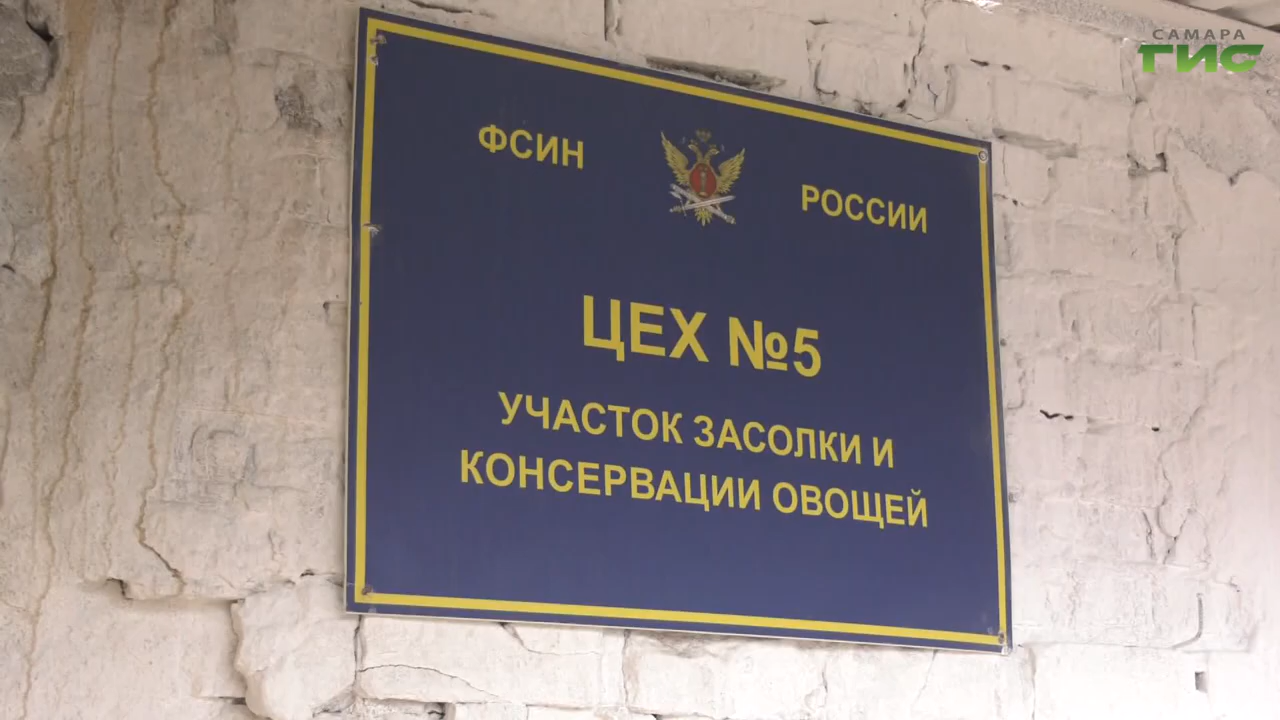 САМАРА
ГИС
ФСИН
РОССИИ
ЦЕХ №5
УЧАСТОК ЗАСОЛКИ И
КОНСЕРВАЦИИ ОВОЩЕЙ